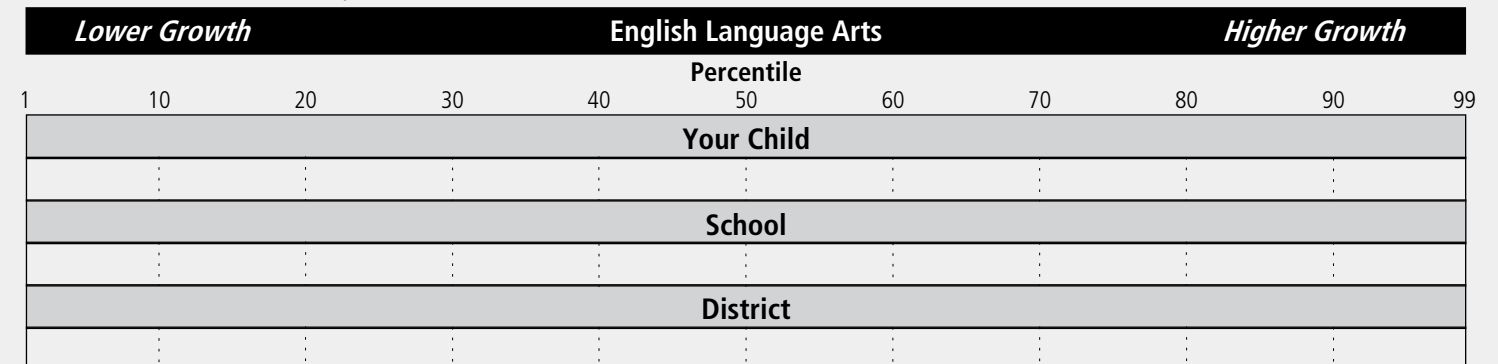 Lower Growth English Language Arts Higher Growth
Percentile
1 10 20 30 40 50 60 70 80 90 99
Your Child
School
District